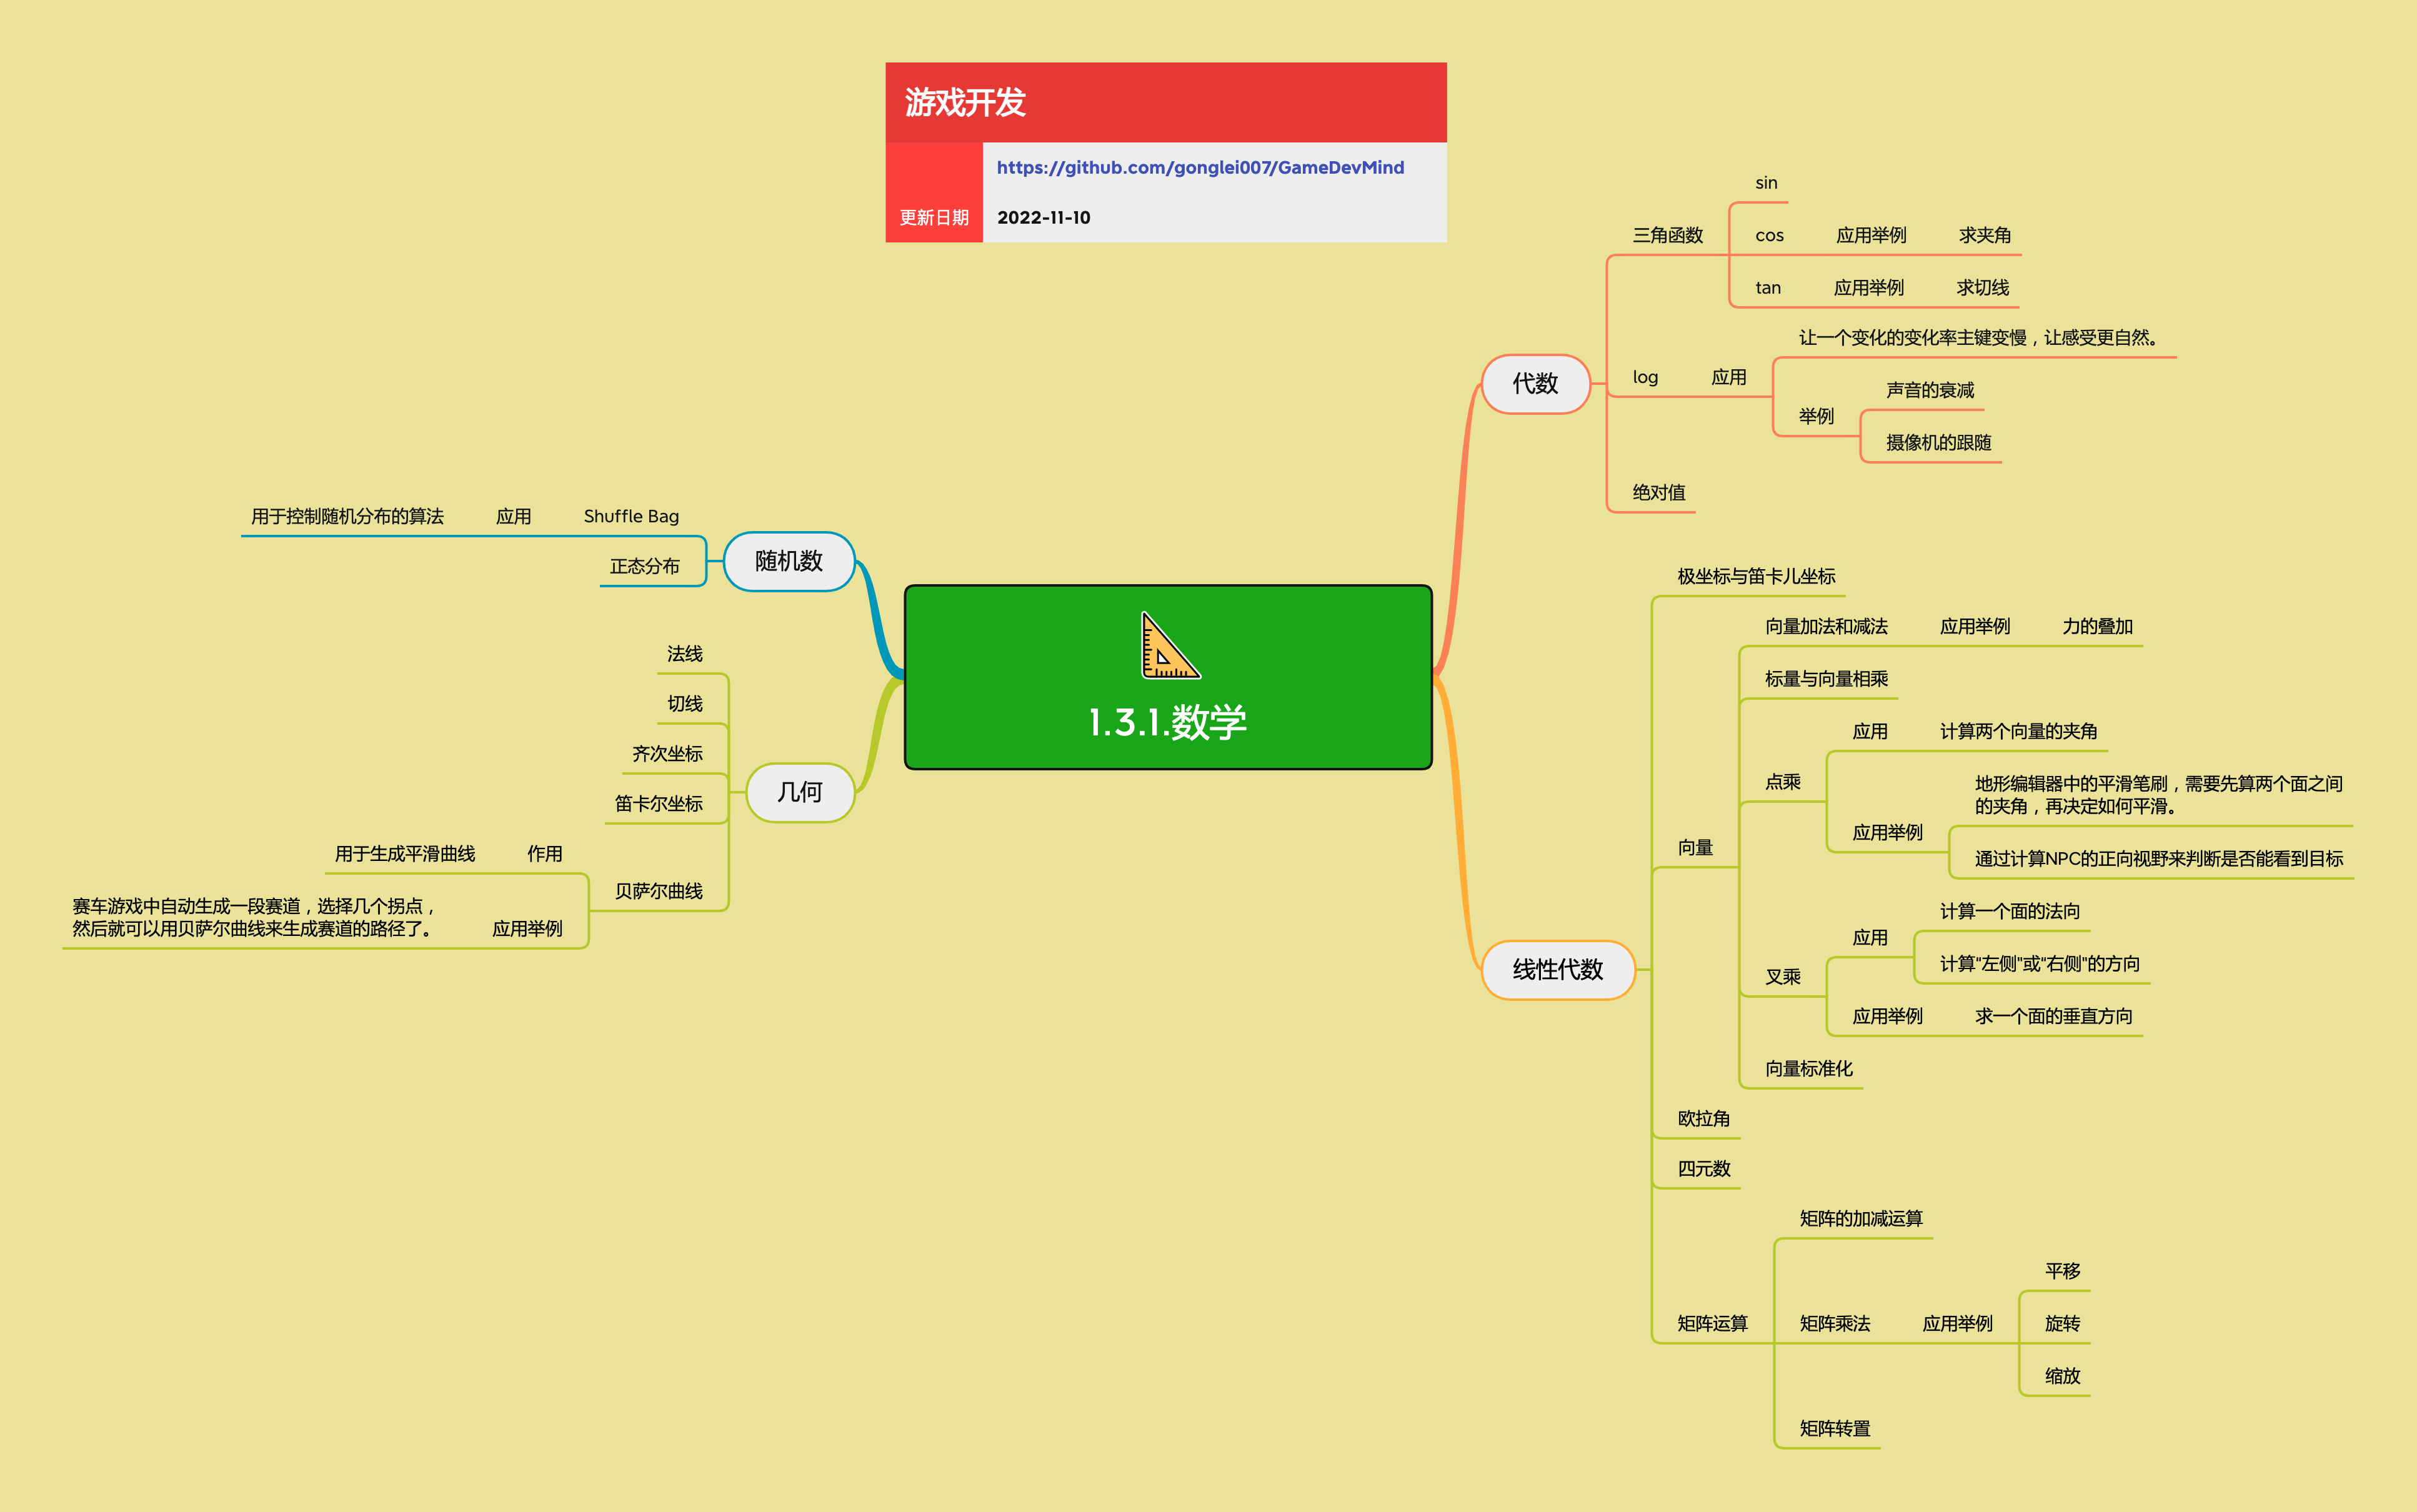 游戏开发
https://github.com/gonglei007/GameDevMind
更新日期
2022-11-10
1.3.1.数学
代数
三角函数
sin
cos
应用举例
求夹角
tan
应用举例
求切线
log
应用
让一个变化的变化率主键变慢，让感受更自然。
举例
声音的衰减
摄像机的跟随
绝对值
线性代数
极坐标与笛卡儿坐标
向量
向量加法和减法
应用举例
力的叠加
标量与向量相乘
点乘
应用
计算两个向量的夹角
应用举例
地形编辑器中的平滑笔刷，需要先算两个面之间
的夹角，再决定如何平滑。
通过计算NPC的正向视野来判断是否能看到目标
叉乘
应用
计算一个面的法向
计算"左侧"或"右侧"的方向
应用举例
求一个面的垂直方向
向量标准化
欧拉角
四元数
矩阵运算
矩阵的加减运算
矩阵乘法
应用举例
平移
旋转
缩放
矩阵转置
随机数
Shuffle Bag
应用
用于控制随机分布的算法
正态分布
几何
法线
切线
齐次坐标
笛卡尔坐标
贝萨尔曲线
作用
用于生成平滑曲线
应用举例
赛车游戏中自动生成一段赛道，选择几个拐点，
然后就可以用贝萨尔曲线来生成赛道的路径了。